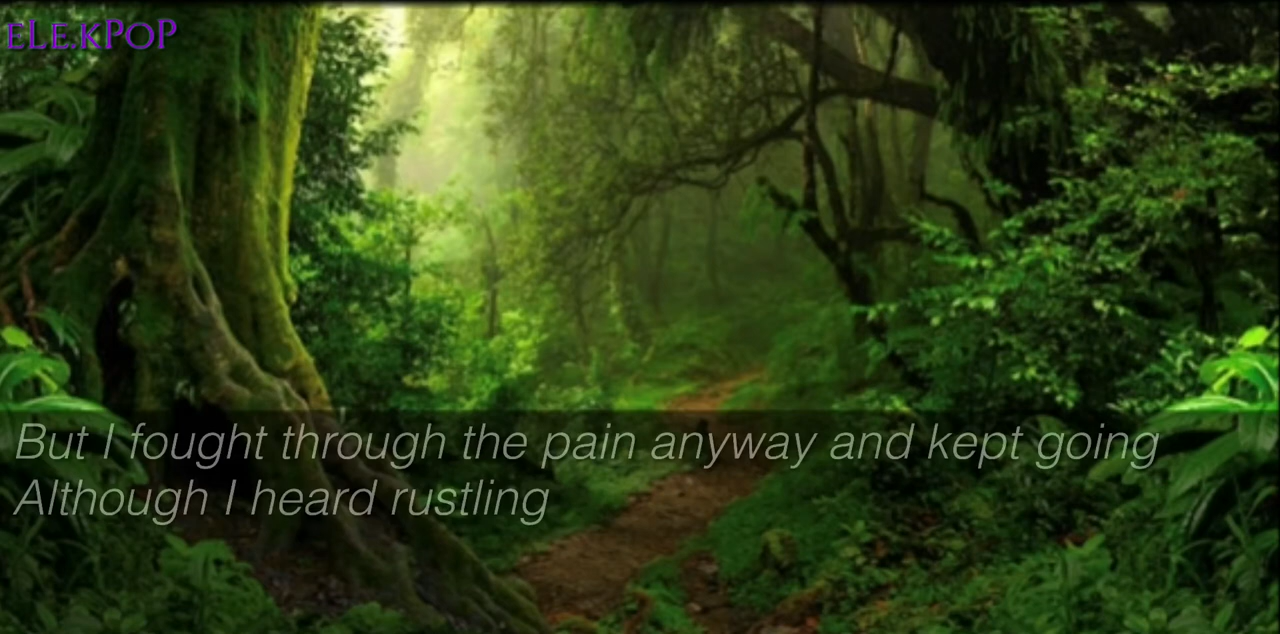 ELE.KPOP
But I fought through the pain anyway and kept going
Although I heard rustling